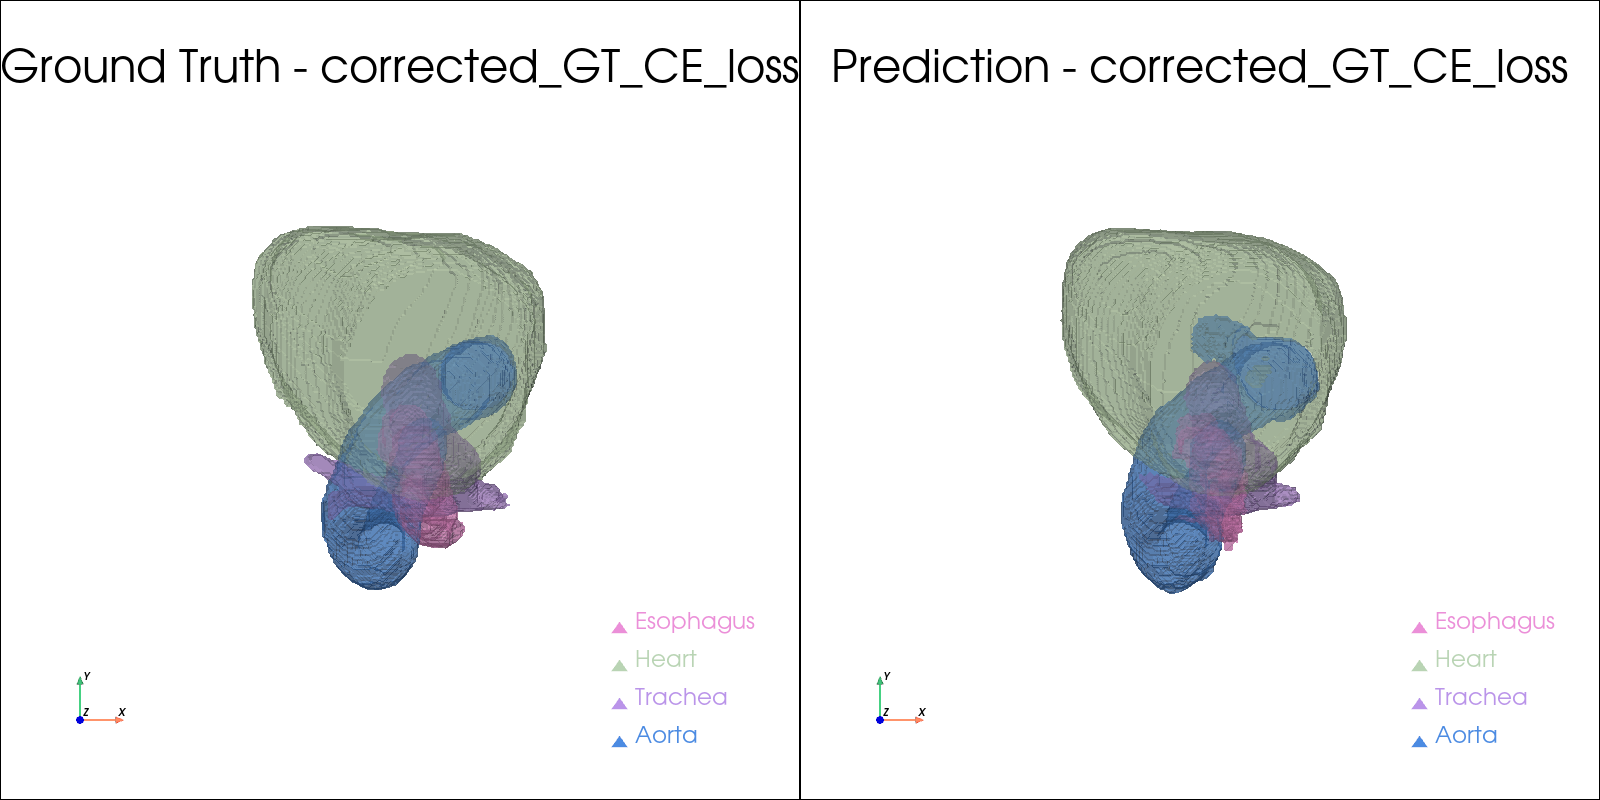 Ground Truth - corrected_GT_CE_loss
Esophagus
Heart
Trachea
Aorta
Y
Z
X
Prediction - corrected_GT_CE_loss
Esophagus
Heart
Trachea
Aorta
Y
Z
X